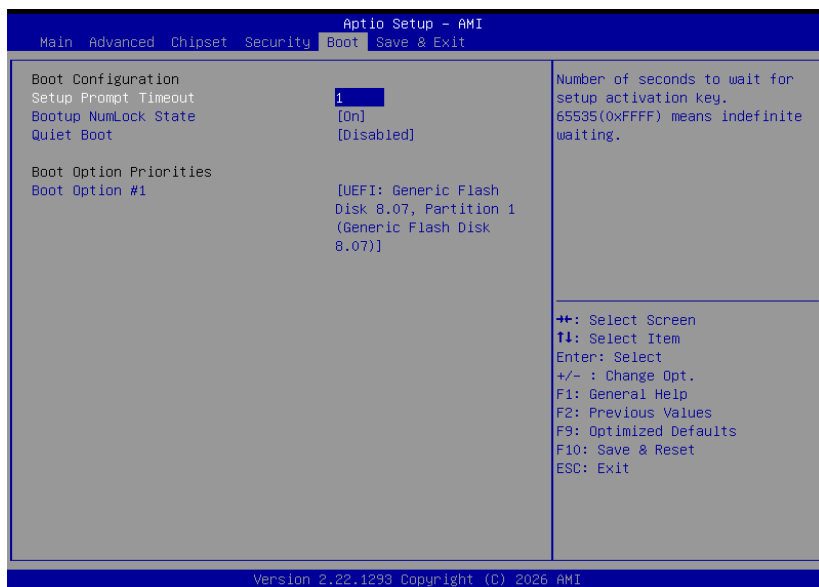 Aptio Setup – AMI
Main Advanced Chipset Security Boot Save & Exit
Boot Configuration
Setup Prompt Timeout 1
Bootup NumLock State [On]
Quiet Boot [Disabled]
Boot Option Priorities
Boot Option #1 [UEFI: Generic Flash
Disk 8.07, Partition 1
(Generic Flash Disk
8.07)]
Number of seconds to wait for
setup activation key.
65535(0xFFFF) means indefinite
waiting.
→←: Select Screen
↑↓: Select Item
Enter: Select
+/- : Change Opt.
F1: General Help
F2: Previous Values
F9: Optimized Defaults
F10: Save & Reset
ESC: Exit
Version 2.22.1293 Copyright (C) 2026 AMI